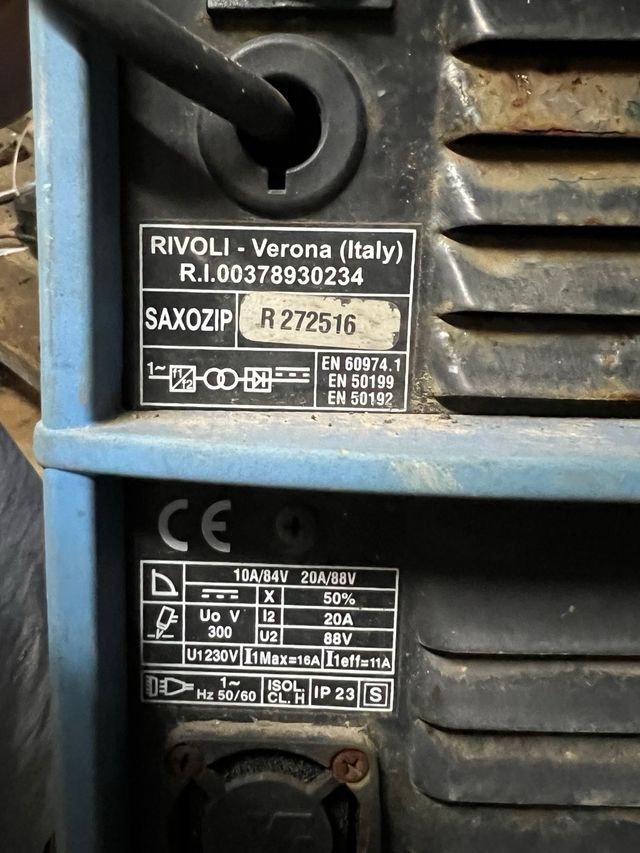 RIVOLI - Verona (Italy)
R.I.00378930234
SAXOZIP R 272516
1~ f1 f2 EN 60974.1
EN 50199
EN 50192
CE
10A/84V 20A/88V
X 50%
Uo V I2 20A
300 U2 88V
U1230V I1Max=16A I1eff=11A
1~ Hz 50/60 ISOL. CL. H IP 23 S